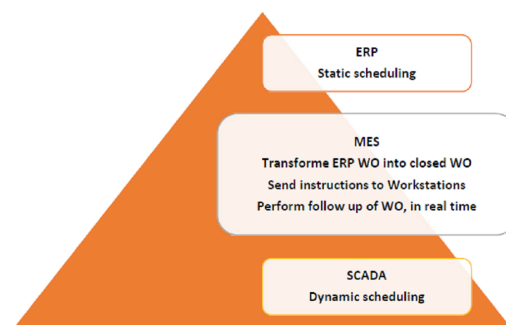 ERP
Static scheduling
MES
Transforme ERP WO into closed WO
Send instructions to Workstations
Perform follow up of WO, in real time
SCADA
Dynamic scheduling